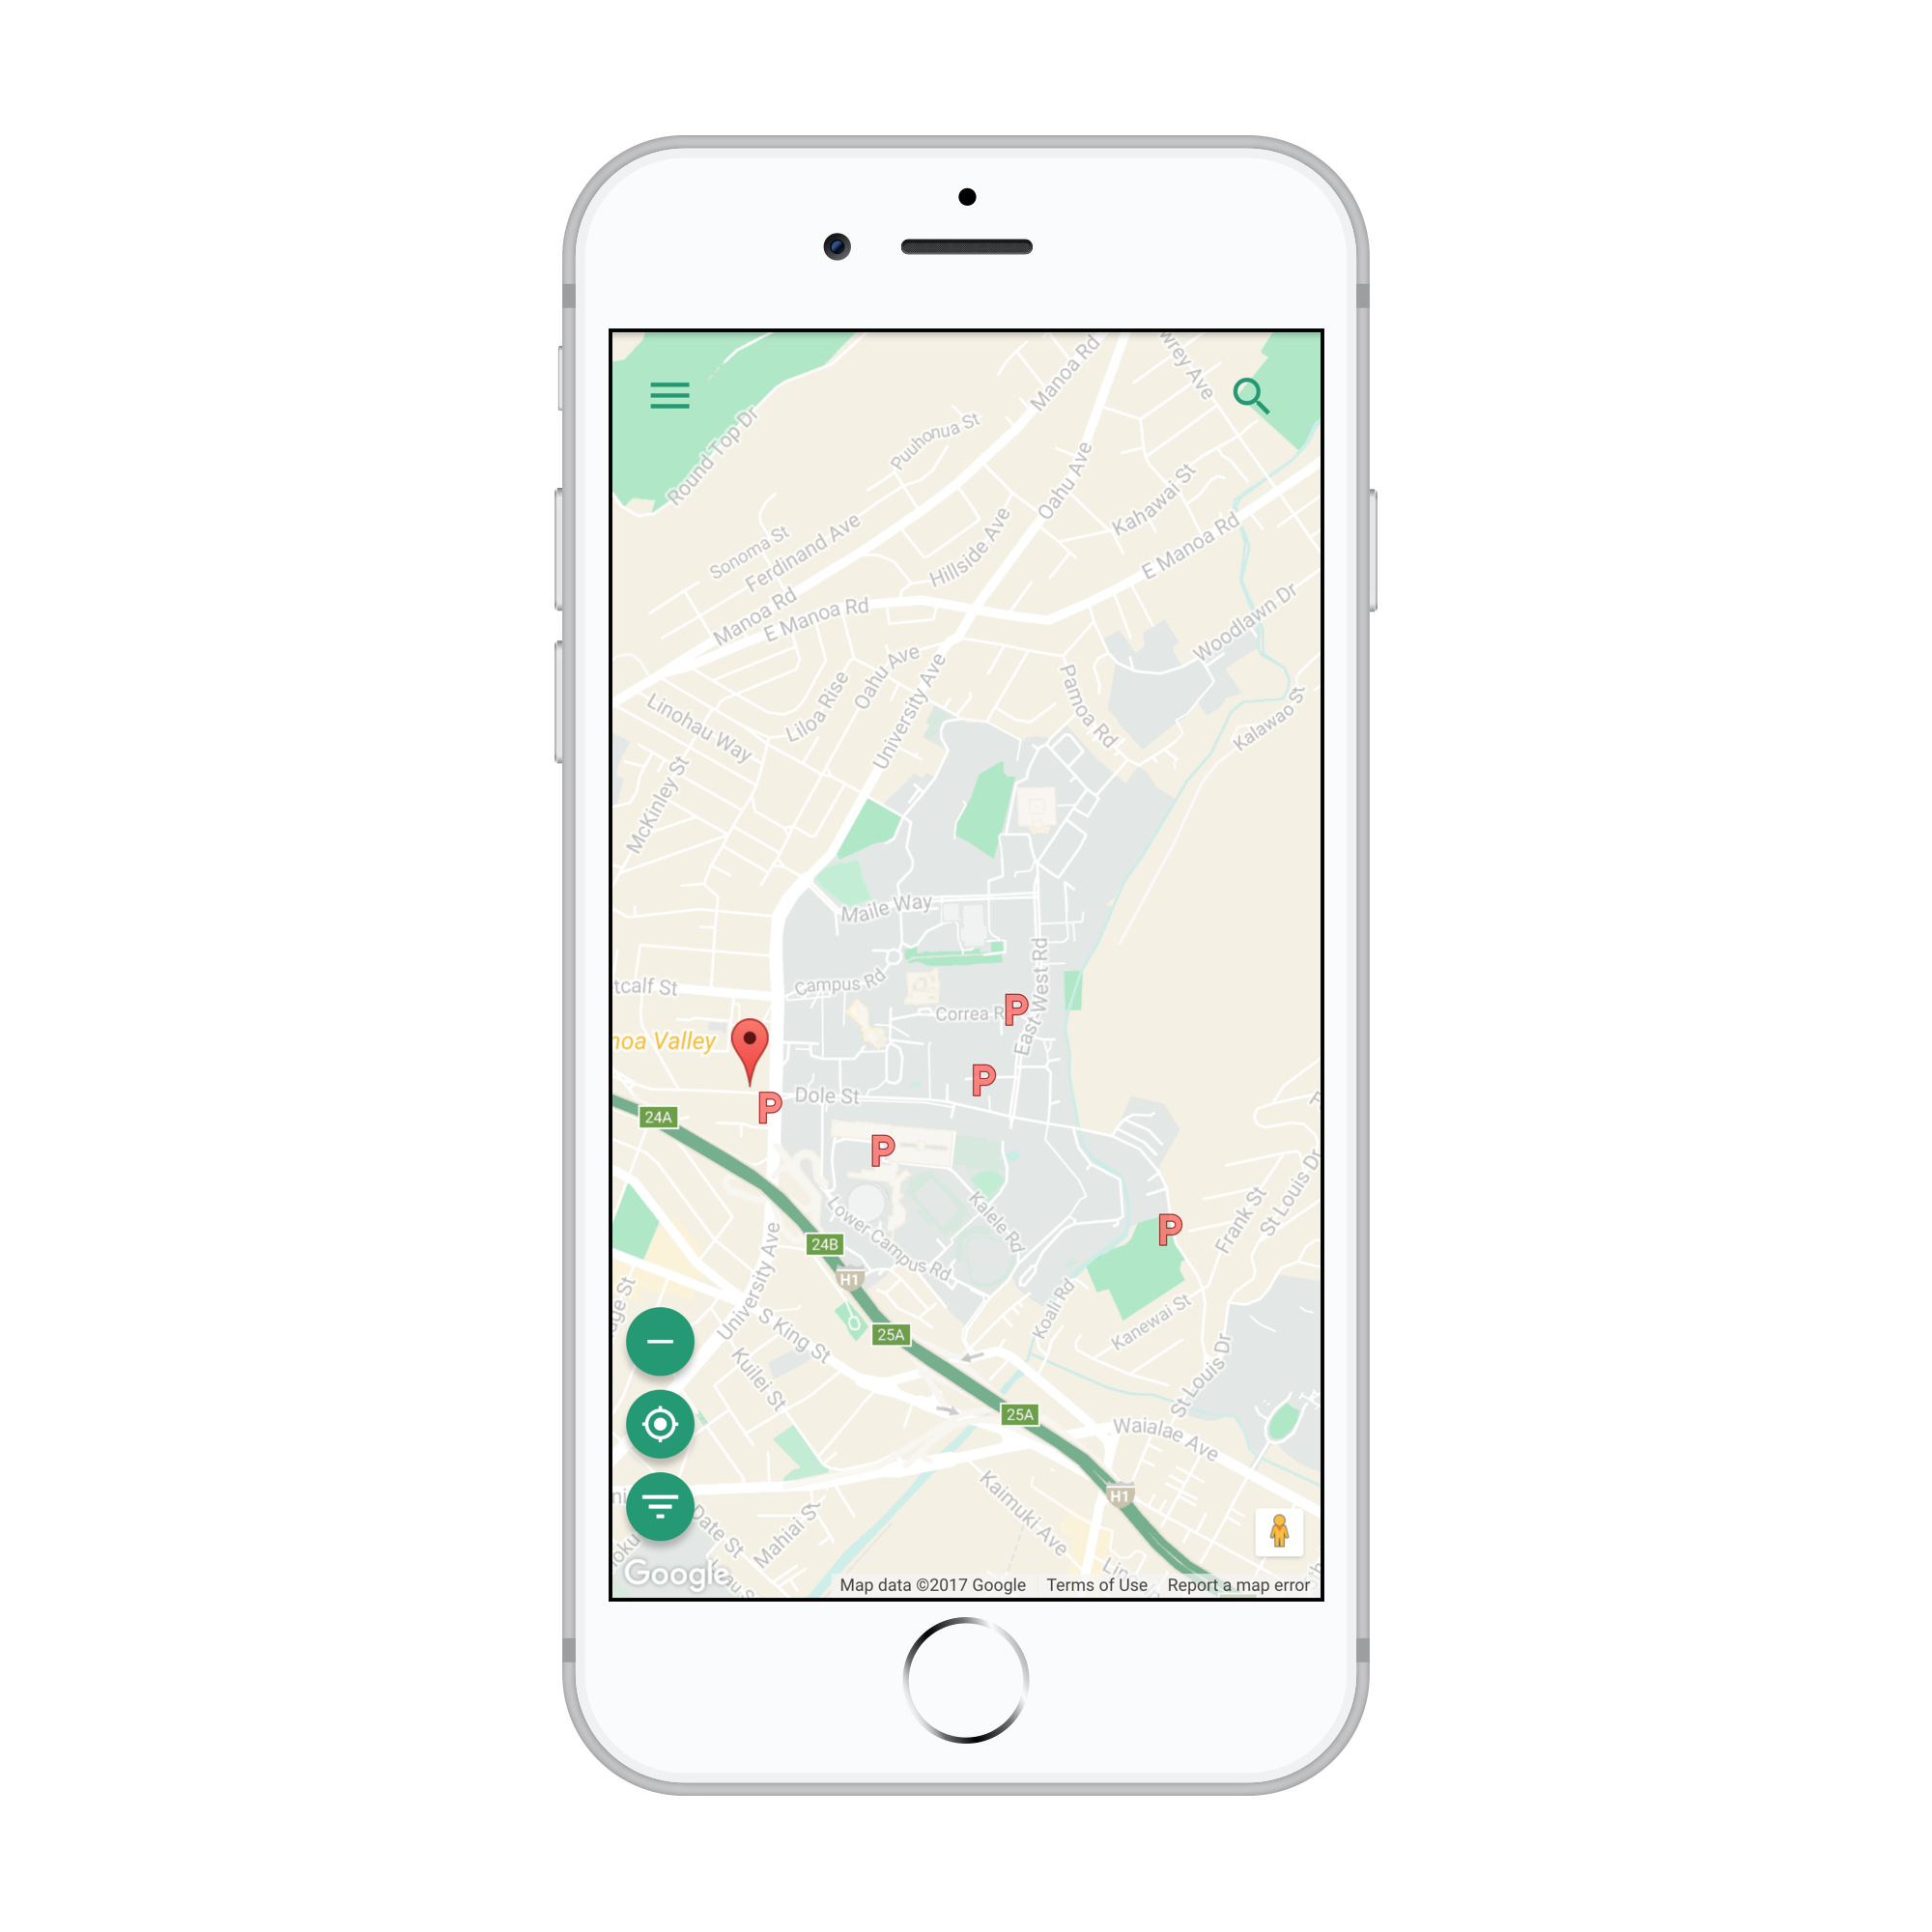 Manoa Rd
wrey Ave
Round Top Dr
Puuhonua St
Oahu Ave
Kahawai St
Sonoma St
Ferdinand Ave
Hillside Ave
E Manoa Rd
Manoa Rd
E Manoa Rd
Woodlawn Dr
Oahu Ave
Liloa Rise
University Ave
Pamoa Rd
Linohau Way
Kalawao St
McKinley St
Maile Way
East-West Rd
tcalf St
Campus Rd
Correa R
P
noa Valley
P
Dole St
P
24A
P
P
Frank St
St Louis Dr
Kalele Rd
Lower Campus Rd
24B
University Ave
H1
Koali Rd
Kanewai St
S King St
25A
Kuilei St
St Louis Dr
25A
Waialae Ave
Kaimuki Ave
H1
Date St
Mahiai St
Google
Map data ©2017 Google Terms of Use Report a map error